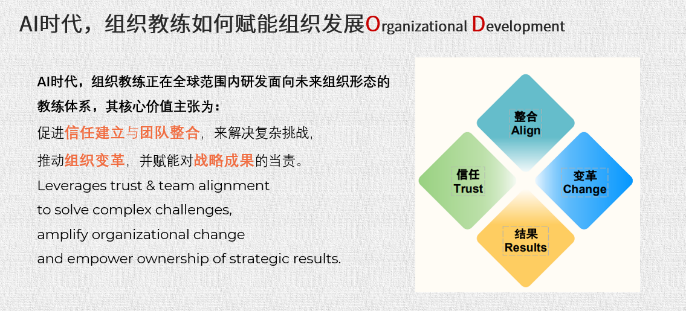 AI时代，组织教练如何赋能组织发展Organizational Development
AI时代，组织教练正在全球范围内研发面向未来组织形态的
教练体系，其核心价值主张为：
促进信任建立与团队整合，来解决复杂挑战，
推动组织变革，并赋能对战略成果的当责。
Leverages trust & team alignment
to solve complex challenges,
amplify organizational change
and empower ownership of strategic results.
整合
Align
信任
Trust
变革
Change
结果
Results